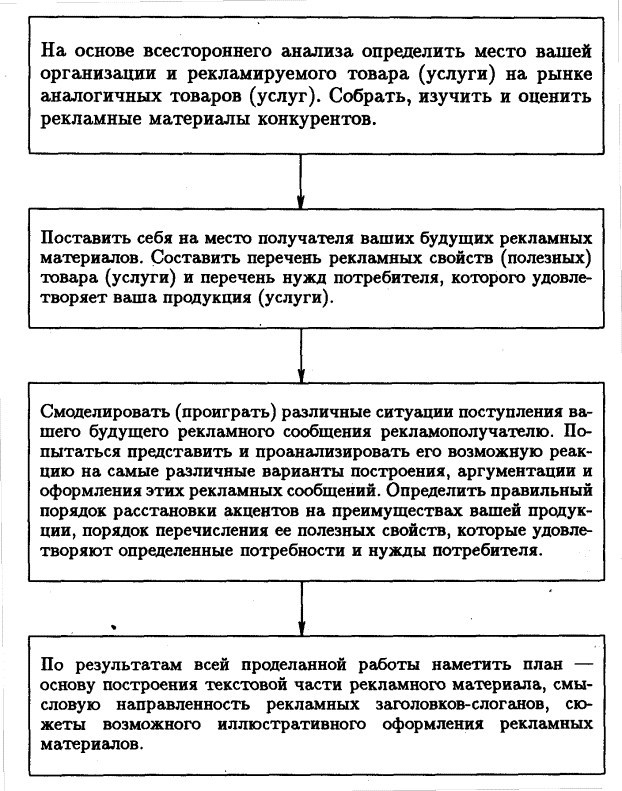 На основе всестороннего анализа определить место вашей
организации и рекламируемого товара (услуги) на рынке
аналогичных товаров (услуг). Собрать, изучить и оценить
рекламные материалы конкурентов.
Поставить себя на место получателя ваших будущих рекламных
материалов. Составить перечень рекламных свойств (полезных)
товара (услуги) и перечень нужд потребителя, которого удовле-
творяет ваша продукция (услуги).
Смоделировать (проиграть) различные ситуации поступления ва-
шего будущего рекламного сообщения рекламополучателю. По-
пытаться представить и проанализировать его возможную реак-
цию на самые различные варианты построения, аргументации и
оформления этих рекламных сообщений. Определить правильный
порядок расстановки акцентов на преимуществах вашей продук-
ции, порядок перечисления ее полезных свойств, которые удовле-
творяют определенные потребности и нужды потребителя.
По результатам всей проделанной работы наметить план —
основу построения текстовой части рекламного материала, смы-
словую направленность рекламных заголовков-слоганов, сю-
жеты возможного иллюстративного оформления рекламных
материалов.